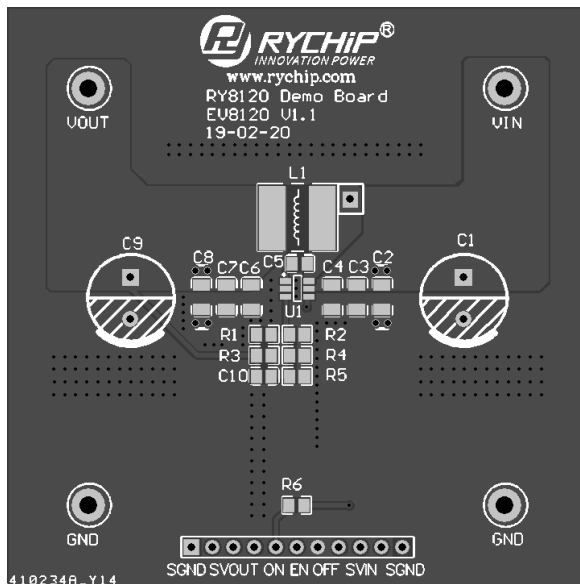 RYCHiP®
INNOVATION POWER
www.rychip.com
RY8120 Demo Board
EV8120 V1.1
19-02-20
VOUT
VIN
L1
C9
C8
C7
C6
C5
C4
C3
C2
C1
U1
R1
R2
R3
R4
C10
R5
R6
GND
GND
SGND SVOUT ON EN OFF SVIN SGND
410234A_Y14